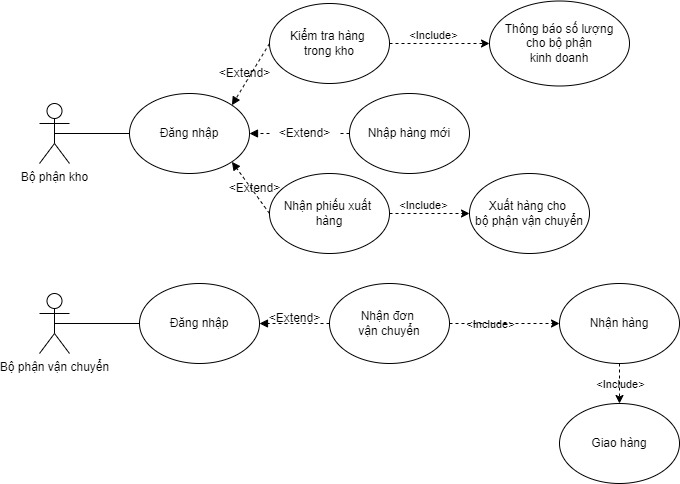 Kiểm tra hàng
trong kho
<Include>
Thông báo số lượng
cho bộ phận
kinh doanh
<Extend>
Đăng nhập
<Extend>
Nhập hàng mới
Bộ phận kho
<Extend>
Nhận phiếu xuất
hàng
<Include>
Xuất hàng cho
bộ phận vận chuyển
Đăng nhập
<Extend>
Nhận đơn
vận chuyển
<Include>
Nhận hàng
Bộ phận vận chuyển
<Include>
Giao hàng